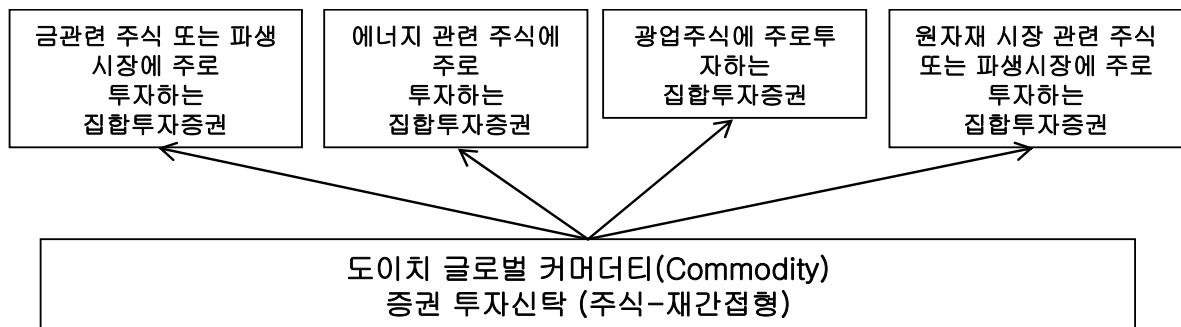 금관련 주식 또는 파생
시장에 주로
투자하는
집합투자증권
에너지 관련 주식에
주로
투자하는
집합투자증권
광업주식에 주로투
자하는
집합투자증권
원자재 시장 관련 주식
또는 파생시장에 주로
투자하는
집합투자증권
도이치 글로벌 커머더티(Commodity)
증권 투자신탁 (주식-재간접형)